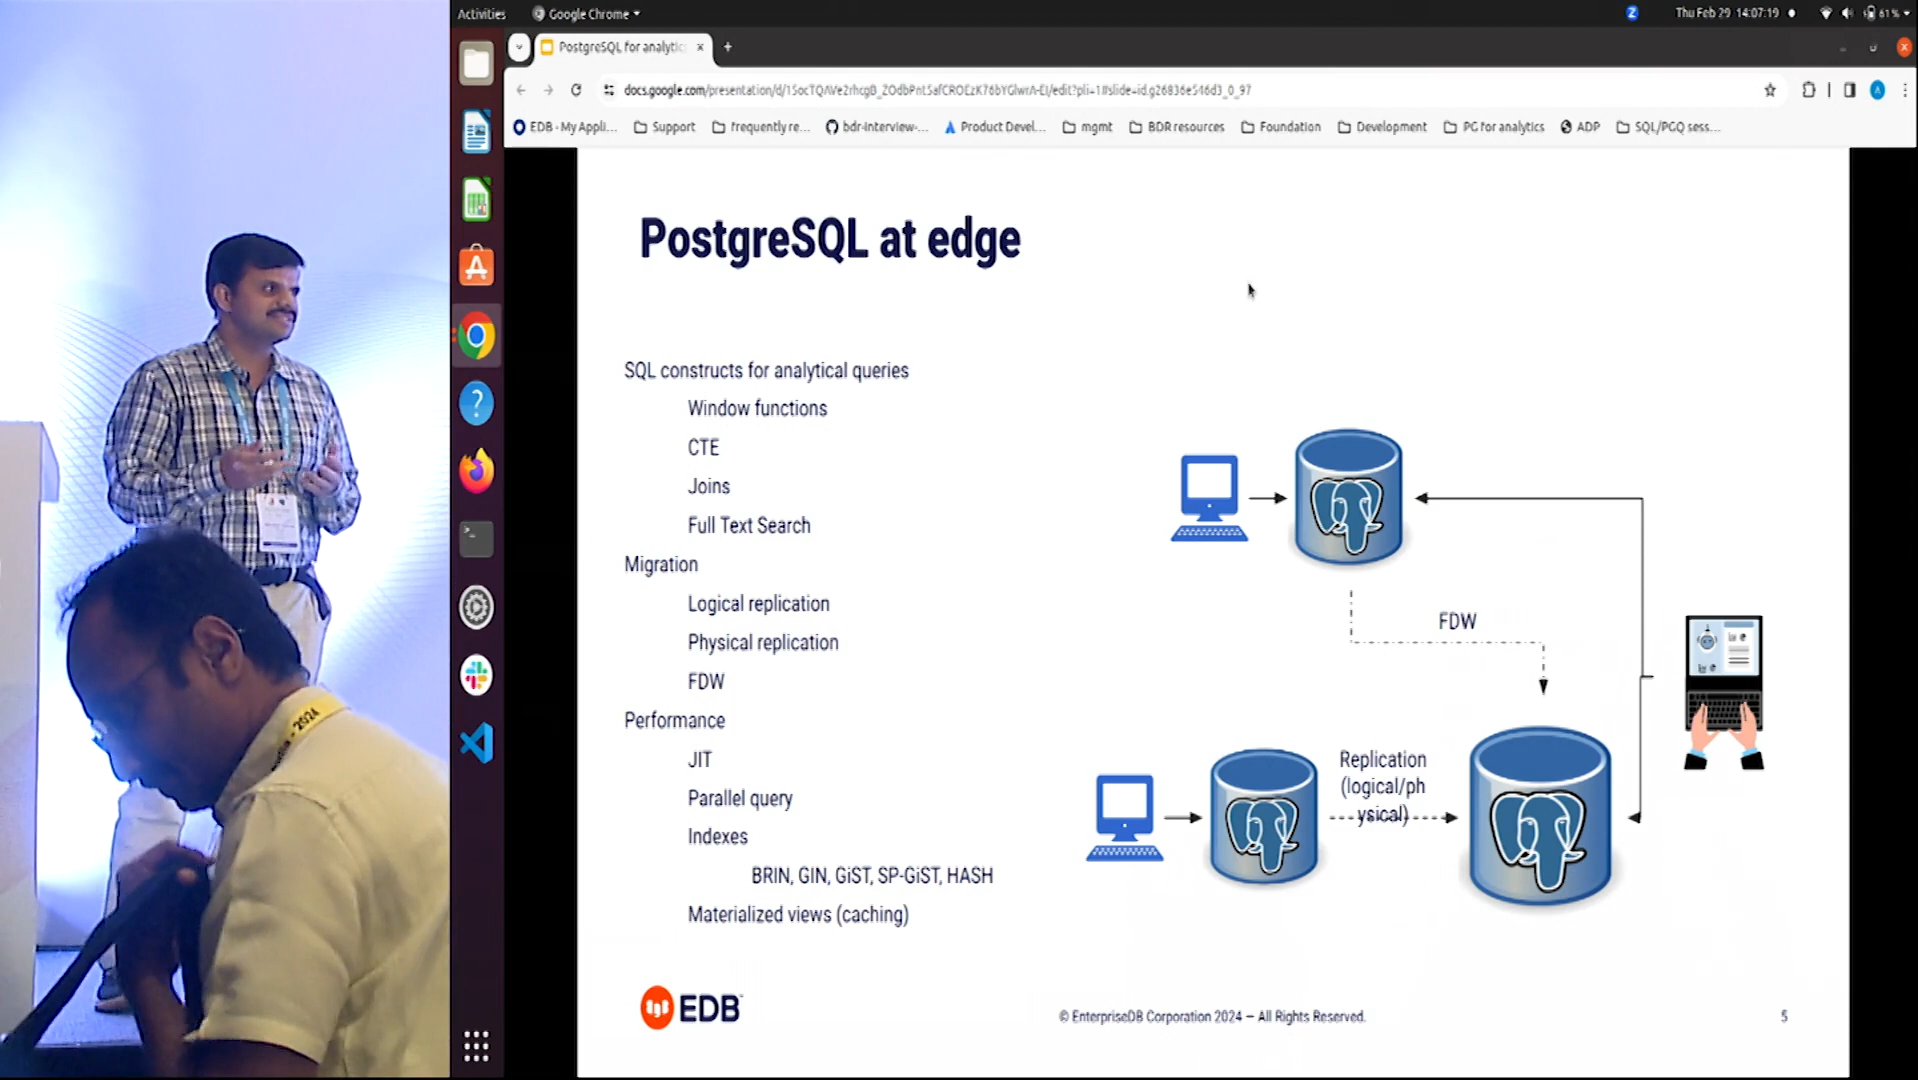 Activities
Google Chrome
Thu Feb 29 14:07:19
61%
PostgreSQL for analytic
EDB - My Appli...
Support
frequently re...
bdr-interview-...
Product Devel...
mgmt
BDR resources
Foundation
Development
PG for analytics
ADP
SQL/PGQ sess...
PostgreSQL at edge
SQL constructs for analytical queries
Window functions
CTE
Joins
Full Text Search
Migration
Logical replication
Physical replication
FDW
Performance
JIT
Parallel query
Indexes
BRIN, GIN, GiST, SP-GiST, HASH
Materialized views (caching)
FDW
Replication
(logical/ph
ysical)
EDB
© EnterpriseDB Corporation 2024 — All Rights Reserved.
5
2024